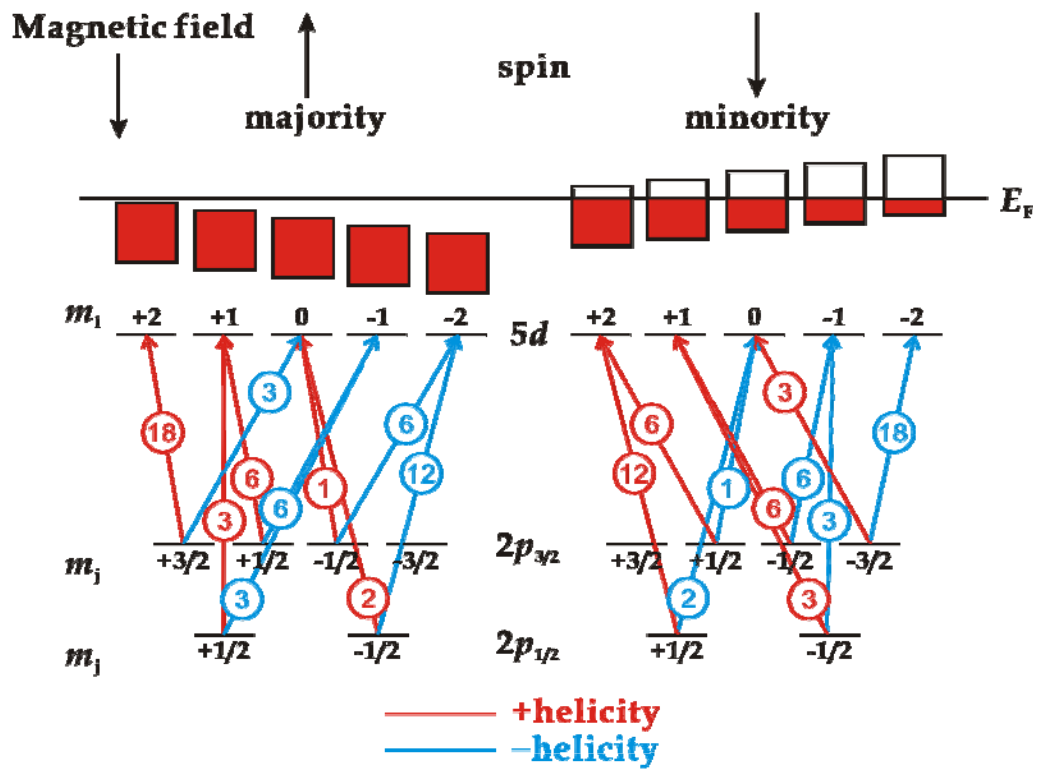 Magnetic field
spin
majority
minority
E_F
m_l +2 +1 0 -1 -2 5d +2 +1 0 -1 -2
3 3
18 6 6 18
6 12 12 1 6
6 1 6
3 3
m_j +3/2 +1/2 -1/2 -3/2 2p_3/2 +3/2 +1/2 -1/2 -3/2
3 2 2 3
m_j +1/2 -1/2 2p_1/2 +1/2 -1/2
+helicity
–helicity